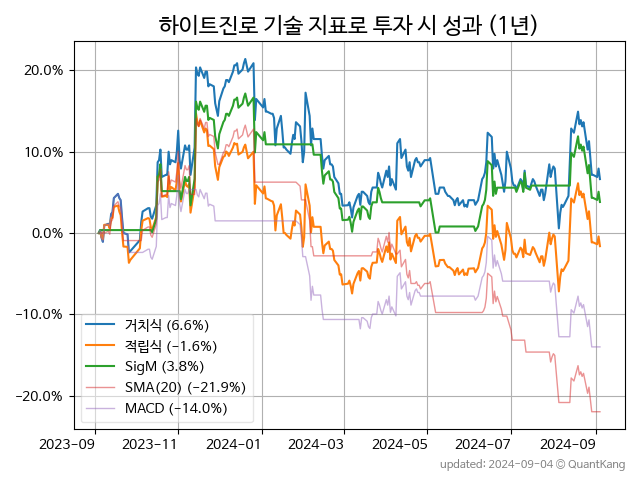 하이트진로 기술 지표로 투자 시 성과 (1년)
20.0%
10.0%
0.0%
−10.0%
−20.0%
거치식 (6.6%)
적립식 (−1.6%)
SigM (3.8%)
SMA(20) (−21.9%)
MACD (−14.0%)
2023-09
2023-11
2024-01
2024-03
2024-05
2024-07
2024-09
updated: 2024-09-04 © QuantKang